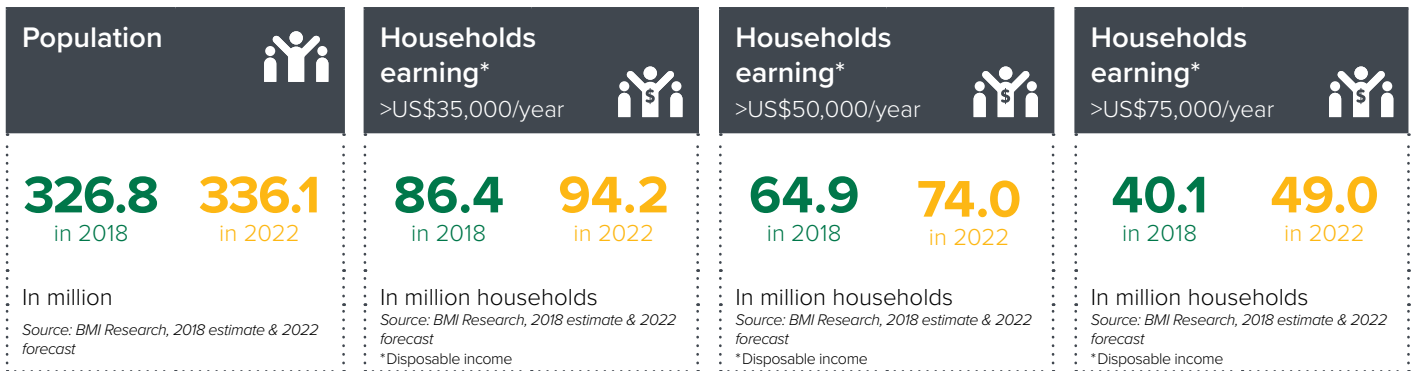 Population
326.8
in 2018
336.1
in 2022
In million
Source: BMI Research, 2018 estimate & 2022
forecast
Households
earning*
>US$35,000/year
$
86.4
in 2018
94.2
in 2022
In million households
Source: BMI Research, 2018 estimate & 2022
forecast
*Disposable income
Households
earning*
>US$50,000/year
$
64.9
in 2018
74.0
in 2022
In million households
Source: BMI Research, 2018 estimate & 2022
forecast
*Disposable income
Households
earning*
>US$75,000/year
$
40.1
in 2018
49.0
in 2022
In million households
Source: BMI Research, 2018 estimate & 2022
forecast
*Disposable income